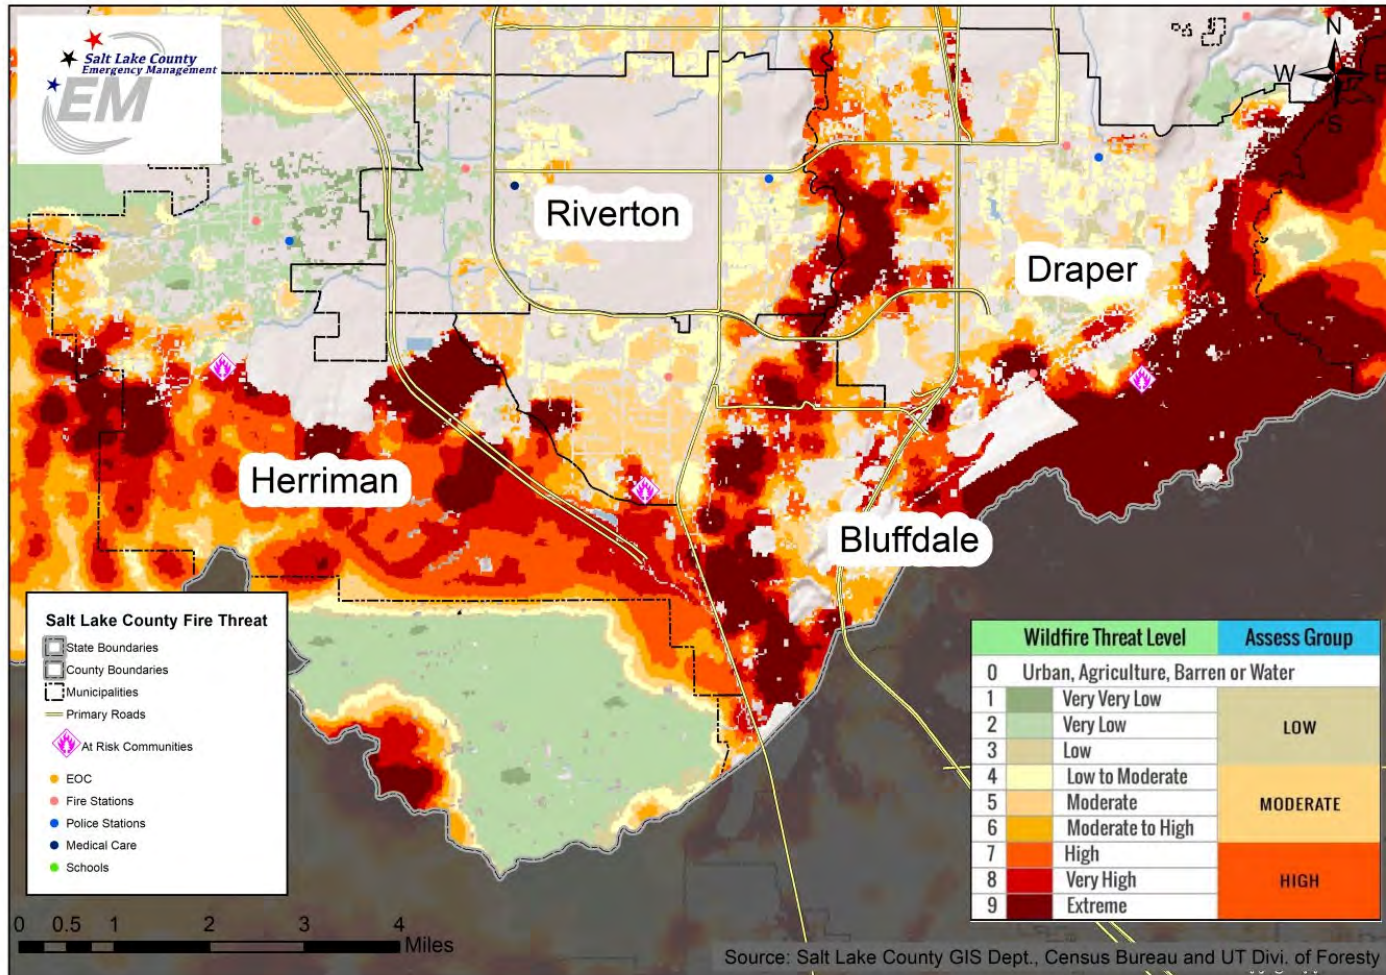 Salt Lake County
Emergency Management
EM
N
W
E
S
Riverton
Draper
Herriman
Bluffdale
Salt Lake County Fire Threat
State Boundaries
County Boundaries
Municipalities
Primary Roads
At Risk Communities
EOC
Fire Stations
Police Stations
Medical Care
Schools
Wildfire Threat Level Assess Group
0 Urban, Agriculture, Barren or Water
1 Very Very Low
2 Very Low
LOW
3 Low
4 Low to Moderate
5 Moderate
MODERATE
6 Moderate to High
7 High
8 Very High
HIGH
9 Extreme
0 0.5 1 2 3 4
Miles
Source: Salt Lake County GIS Dept., Census Bureau and UT Divi. of Foresty